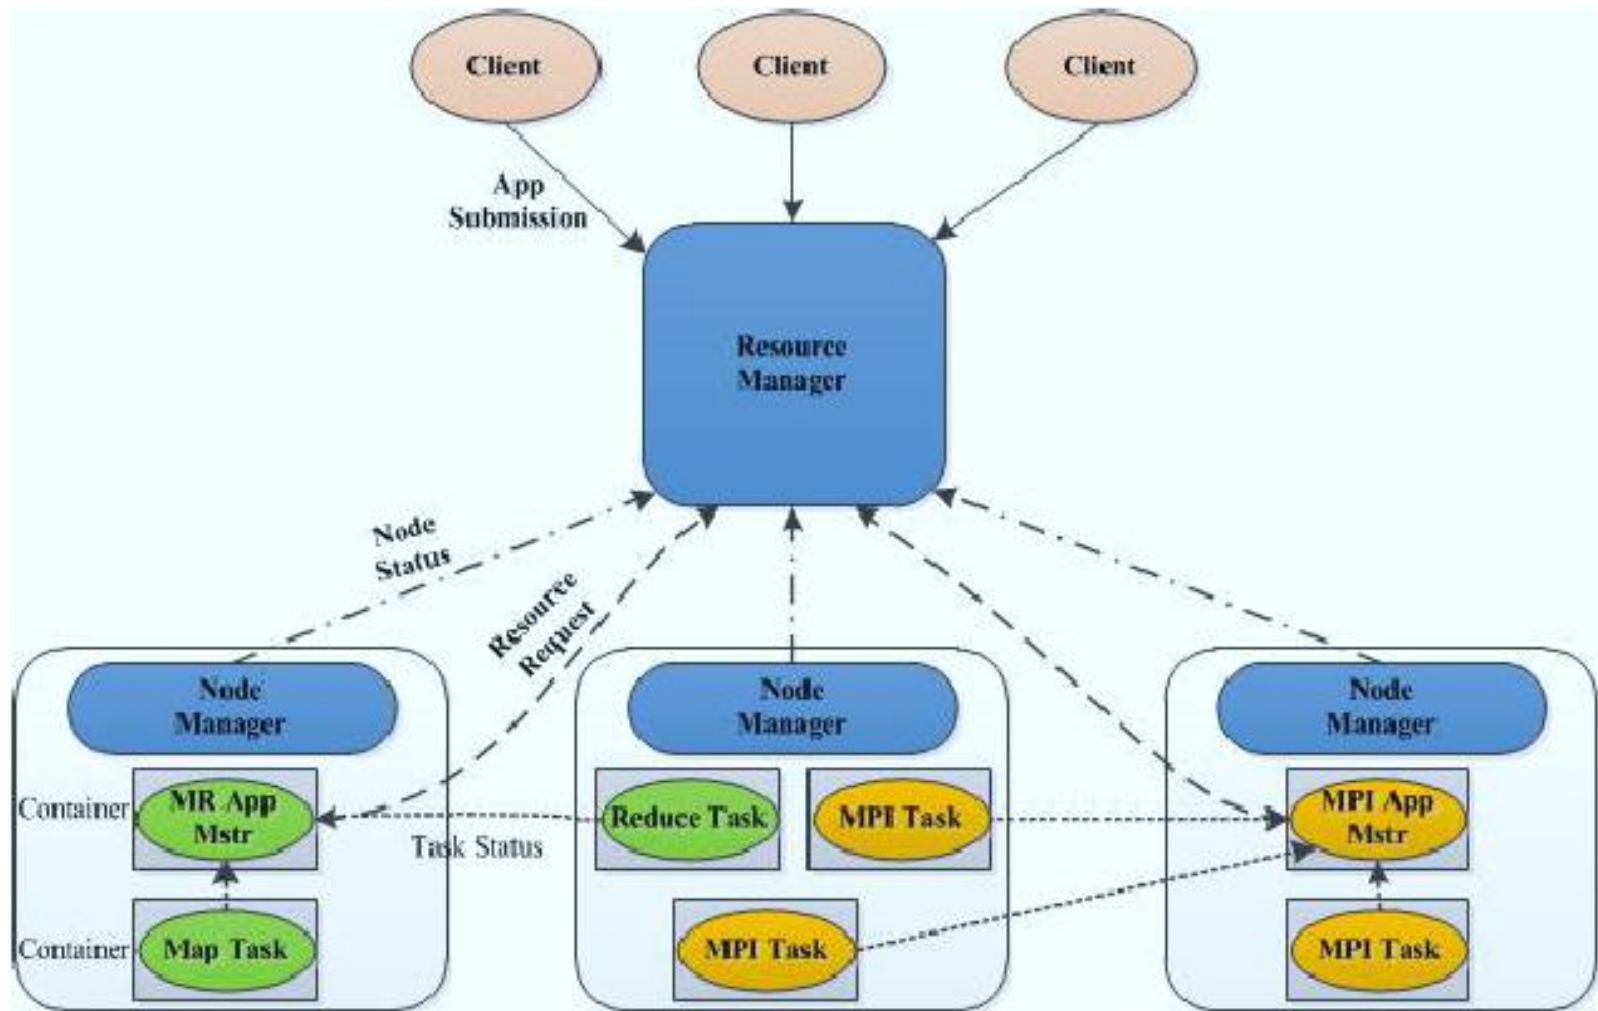 Client
Client
Client
App
Submission
Resource
Manager
Node
Status
Resource
Request
Node
Manager
Node
Manager
Node
Manager
Container
MR App
Mstr
Task Status
Reduce Task
MPI Task
MPI App
Mstr
Container
Map Task
MPI Task
MPI Task